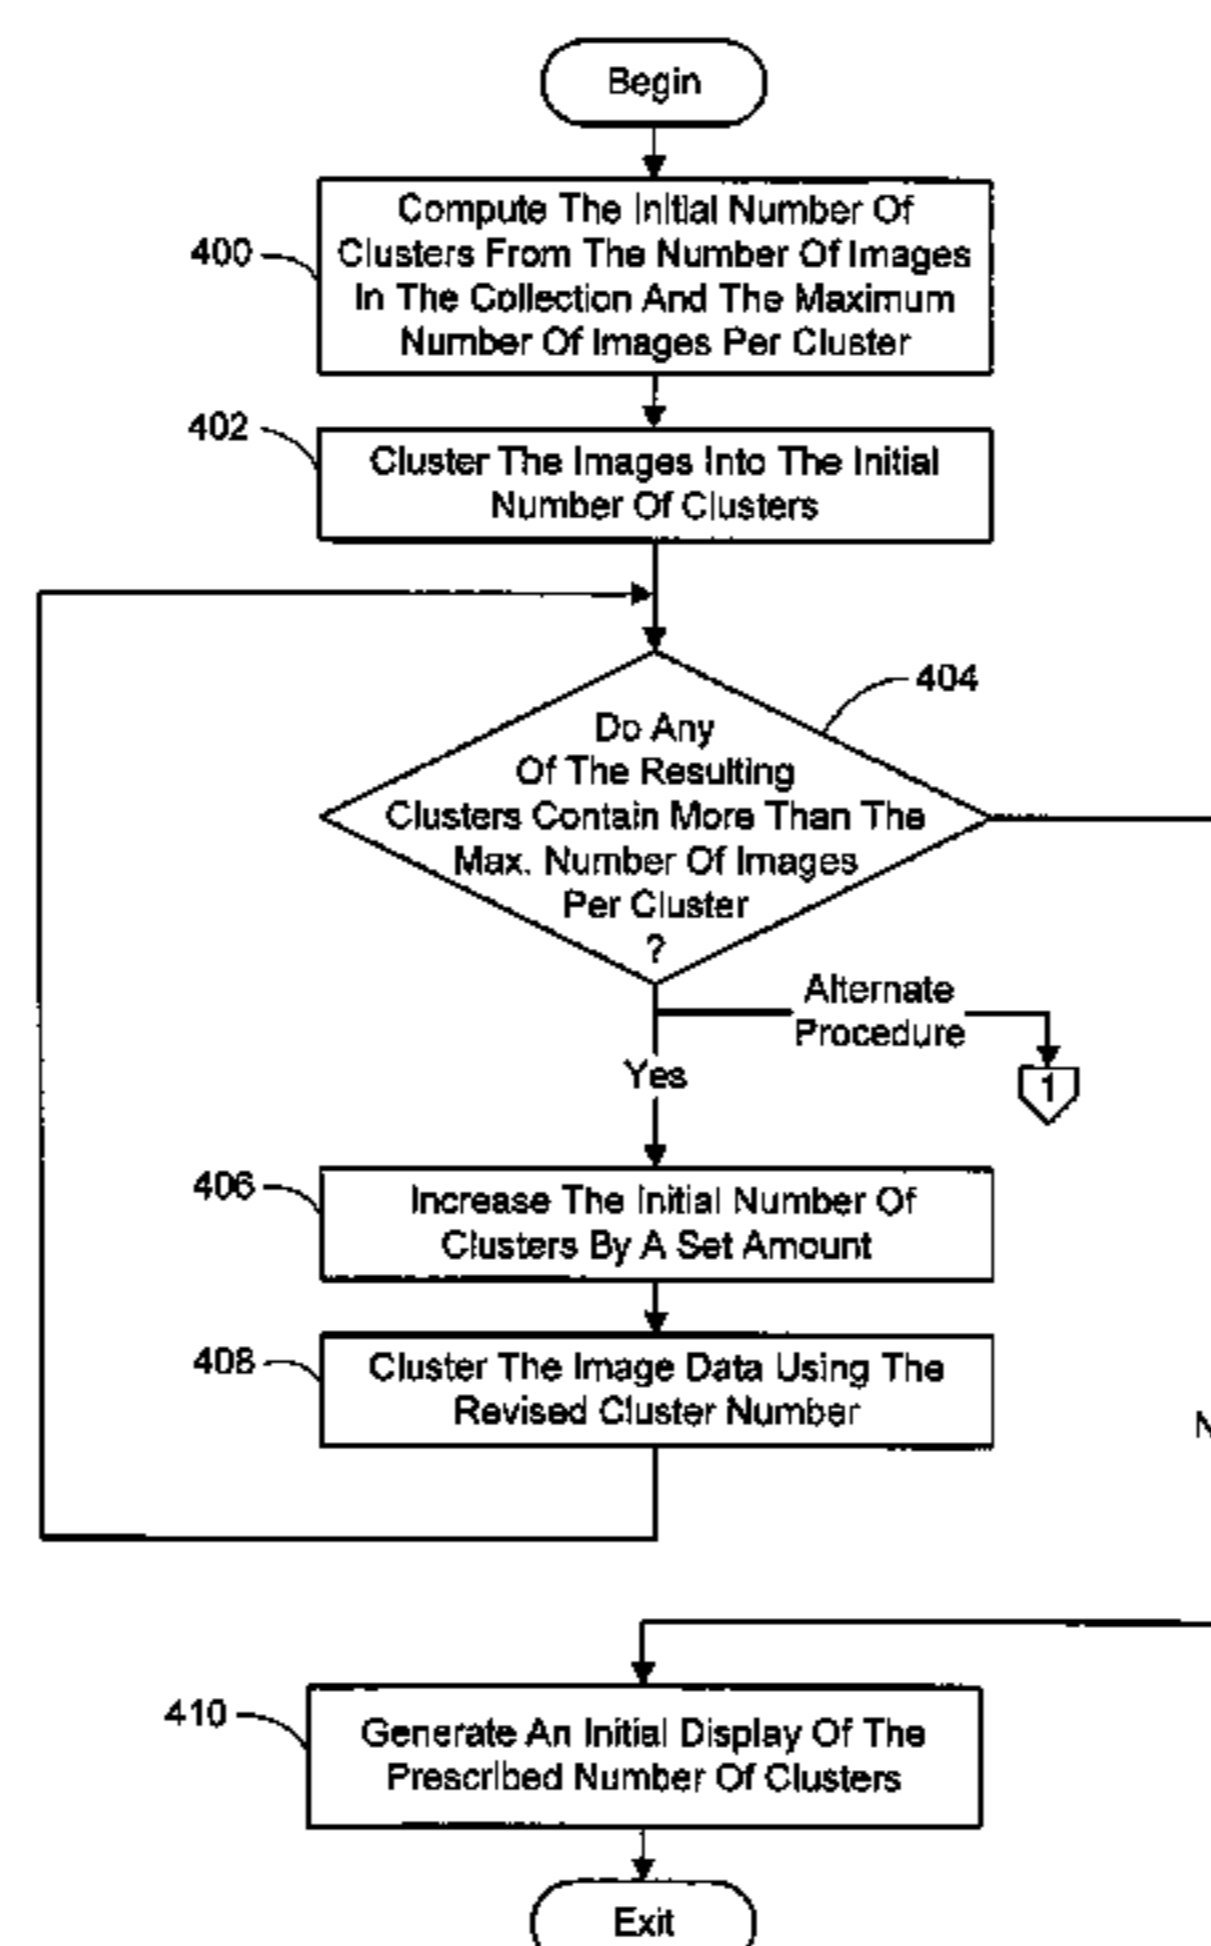 Begin
400
Compute The Initial Number Of
Clusters From The Number Of Images
In The Collection And The Maximum
Number Of Images Per Cluster
402
Cluster The Images Into The Initial
Number Of Clusters
404
Do Any
Of The Resulting
Clusters Contain More Than The
Max. Number Of Images
Per Cluster
?
Alternate
Procedure
1
Yes
406
Increase The Initial Number Of
Clusters By A Set Amount
408
Cluster The Image Data Using The
Revised Cluster Number
410
Generate An Initial Display Of The
Prescribed Number Of Clusters
Exit